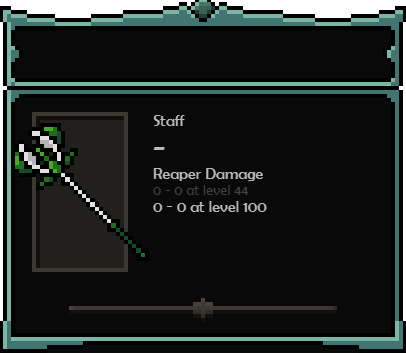 Staff
–
Reaper Damage
0 - 0 at level 44
0 - 0 at level 100